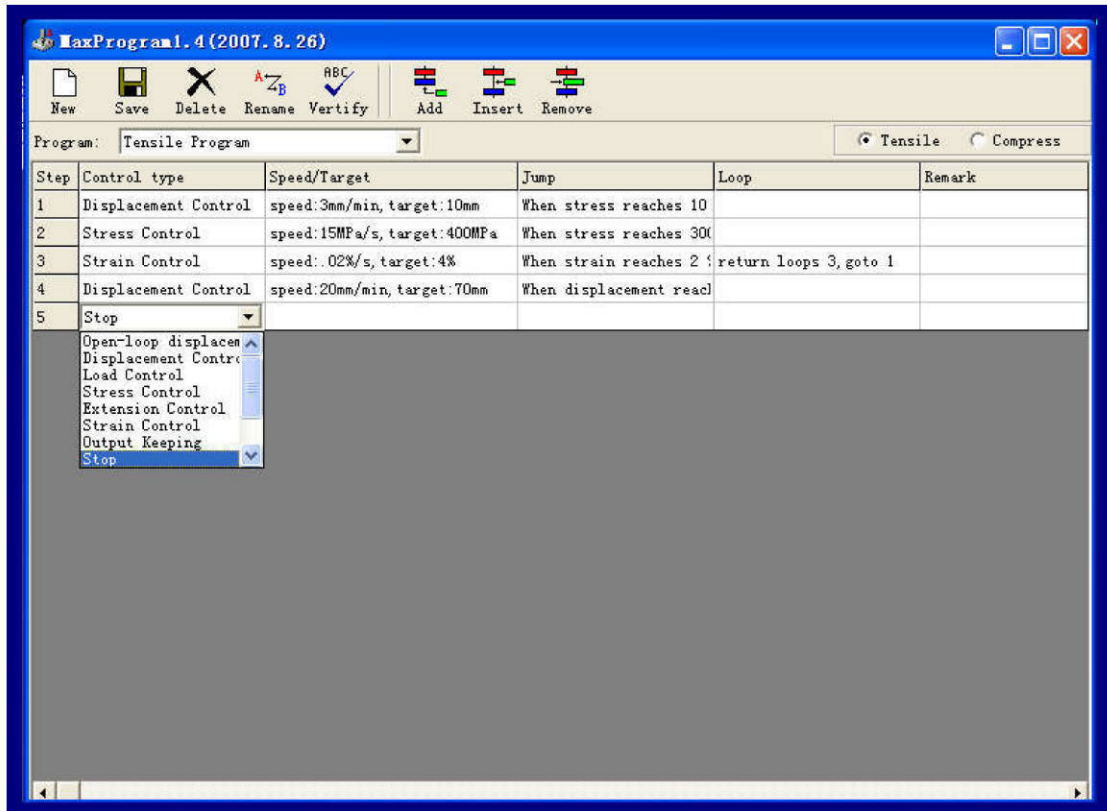 MaxProgram1.4(2007.8.26)
ABC
A Z B
New Save Delete Rename Vertify Add Insert Remove
Program: Tensile Program Tensile Compress
Step Control type Speed/Target Jump Loop Remark
1 Displacement Control speed:3mm/min, target:10mm When stress reaches 10
2 Stress Control speed:15MPa/s, target:400MPa When stress reaches 300
3 Strain Control speed:.02%/s, target:4% When strain reaches 2 return loops 3, goto 1
4 Displacement Control speed:20mm/min, target:70mm When displacement reac
5 Stop
Open-loop displacem
Displacement Contro
Load Control
Stress Control
Extension Control
Strain Control
Output Keeping
Stop